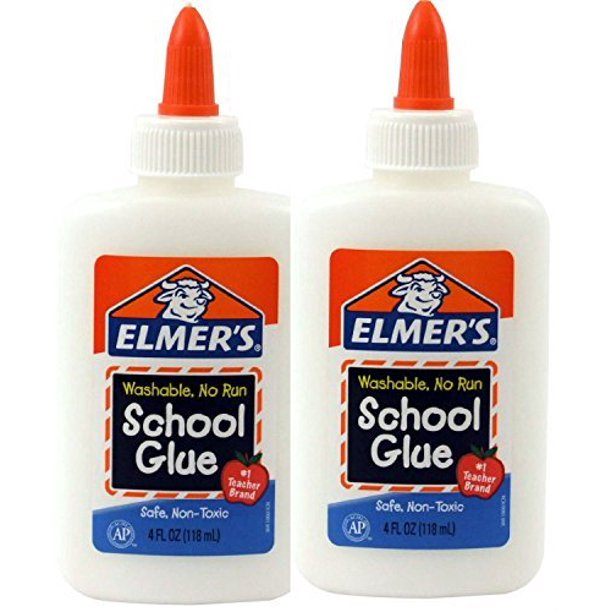 ELMER'S®
Washable, No Run
School
Glue
#1
Teacher
Brand
Safe, Non-Toxic
AP
4 FL OZ (118 mL)
ELMER'S®
Washable, No Run
School
Glue
#1
Teacher
Brand
Safe, Non-Toxic
AP
4 FL OZ (118 mL)